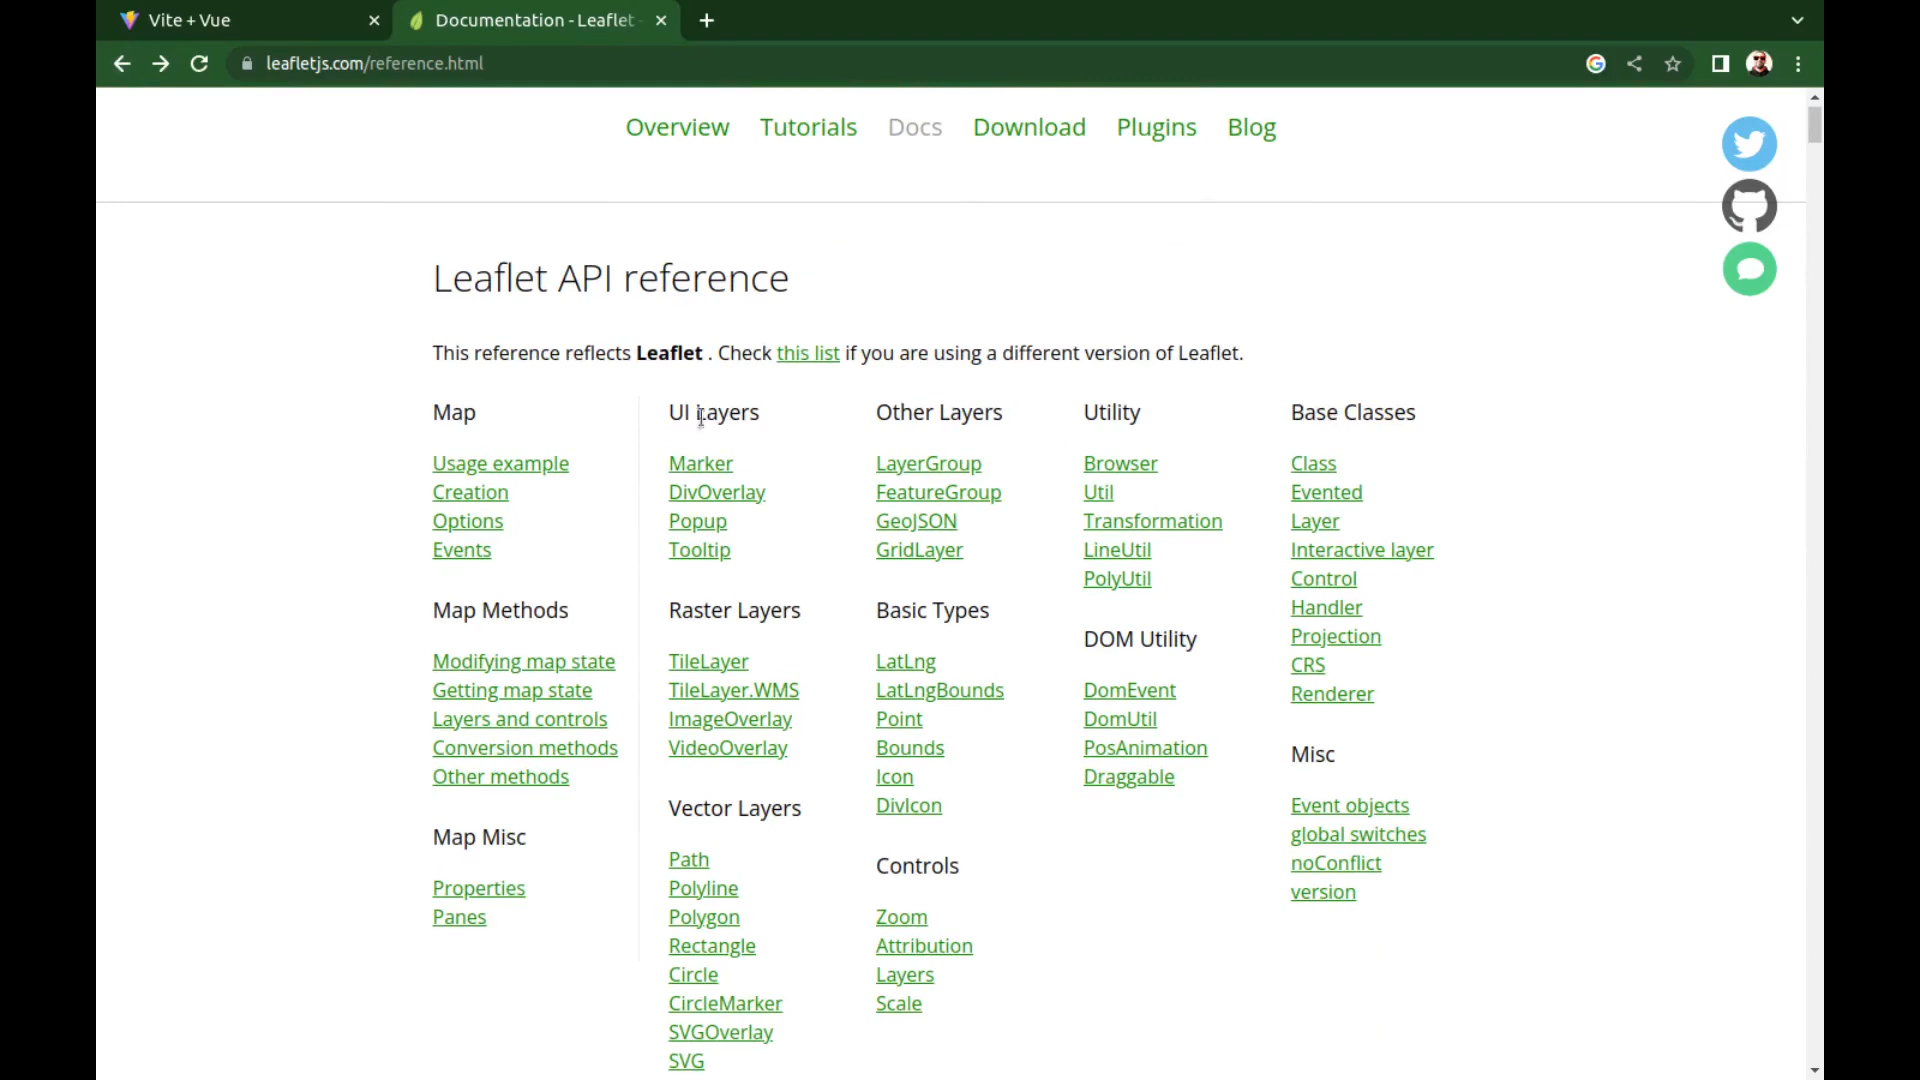 Vite + Vue
Documentation - Leaflet
leafletjs.com/reference.html
Overview Tutorials Docs Download Plugins Blog
Leaflet API reference
This reference reflects Leaflet . Check this list if you are using a different version of Leaflet.
Map
Usage example
Creation
Options
Events
Map Methods
Modifying map state
Getting map state
Layers and controls
Conversion methods
Other methods
Map Misc
Properties
Panes
UI Layers
Marker
DivOverlay
Popup
Tooltip
Raster Layers
TileLayer
TileLayer.WMS
ImageOverlay
VideoOverlay
Vector Layers
Path
Polyline
Polygon
Rectangle
Circle
CircleMarker
SVGOverlay
SVG
Other Layers
LayerGroup
FeatureGroup
GeoJSON
GridLayer
Basic Types
LatLng
LatLngBounds
Point
Bounds
Icon
DivIcon
Controls
Zoom
Attribution
Layers
Scale
Utility
Browser
Util
Transformation
LineUtil
PolyUtil
DOM Utility
DomEvent
DomUtil
PosAnimation
Draggable
Base Classes
Class
Evented
Layer
Interactive layer
Control
Handler
Projection
CRS
Renderer
Misc
Event objects
global switches
noConflict
version